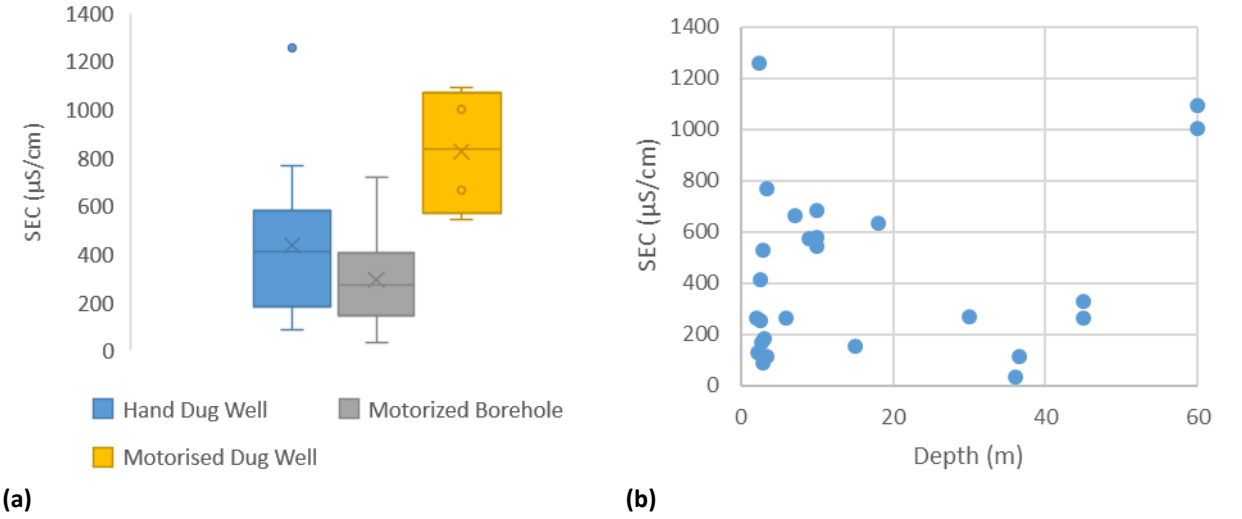 1400
1200
1000
800
600
400
200
0
SEC (µS/cm)
Hand Dug Well
Motorized Borehole
Motorised Dug Well
(a)
1400
1200
1000
800
600
400
200
0
SEC (µS/cm)
0 20 40 60
Depth (m)
(b)